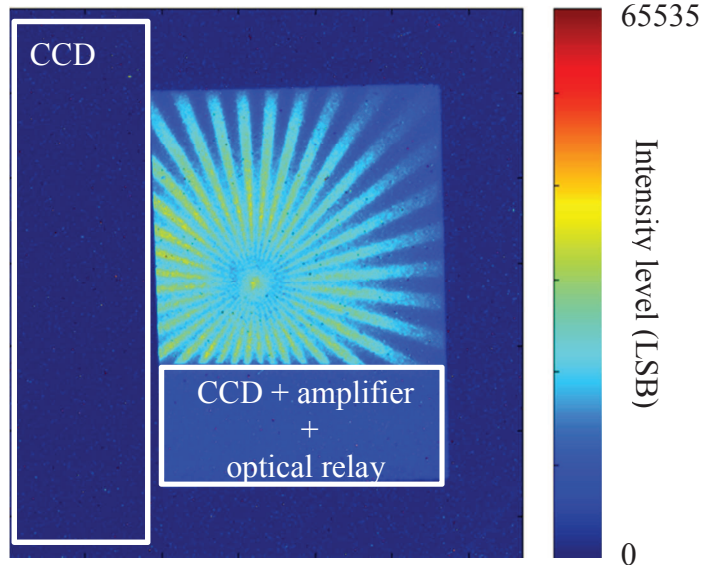 CCD
CCD + amplifier
+
optical relay
65535
Intensity level (LSB)
0